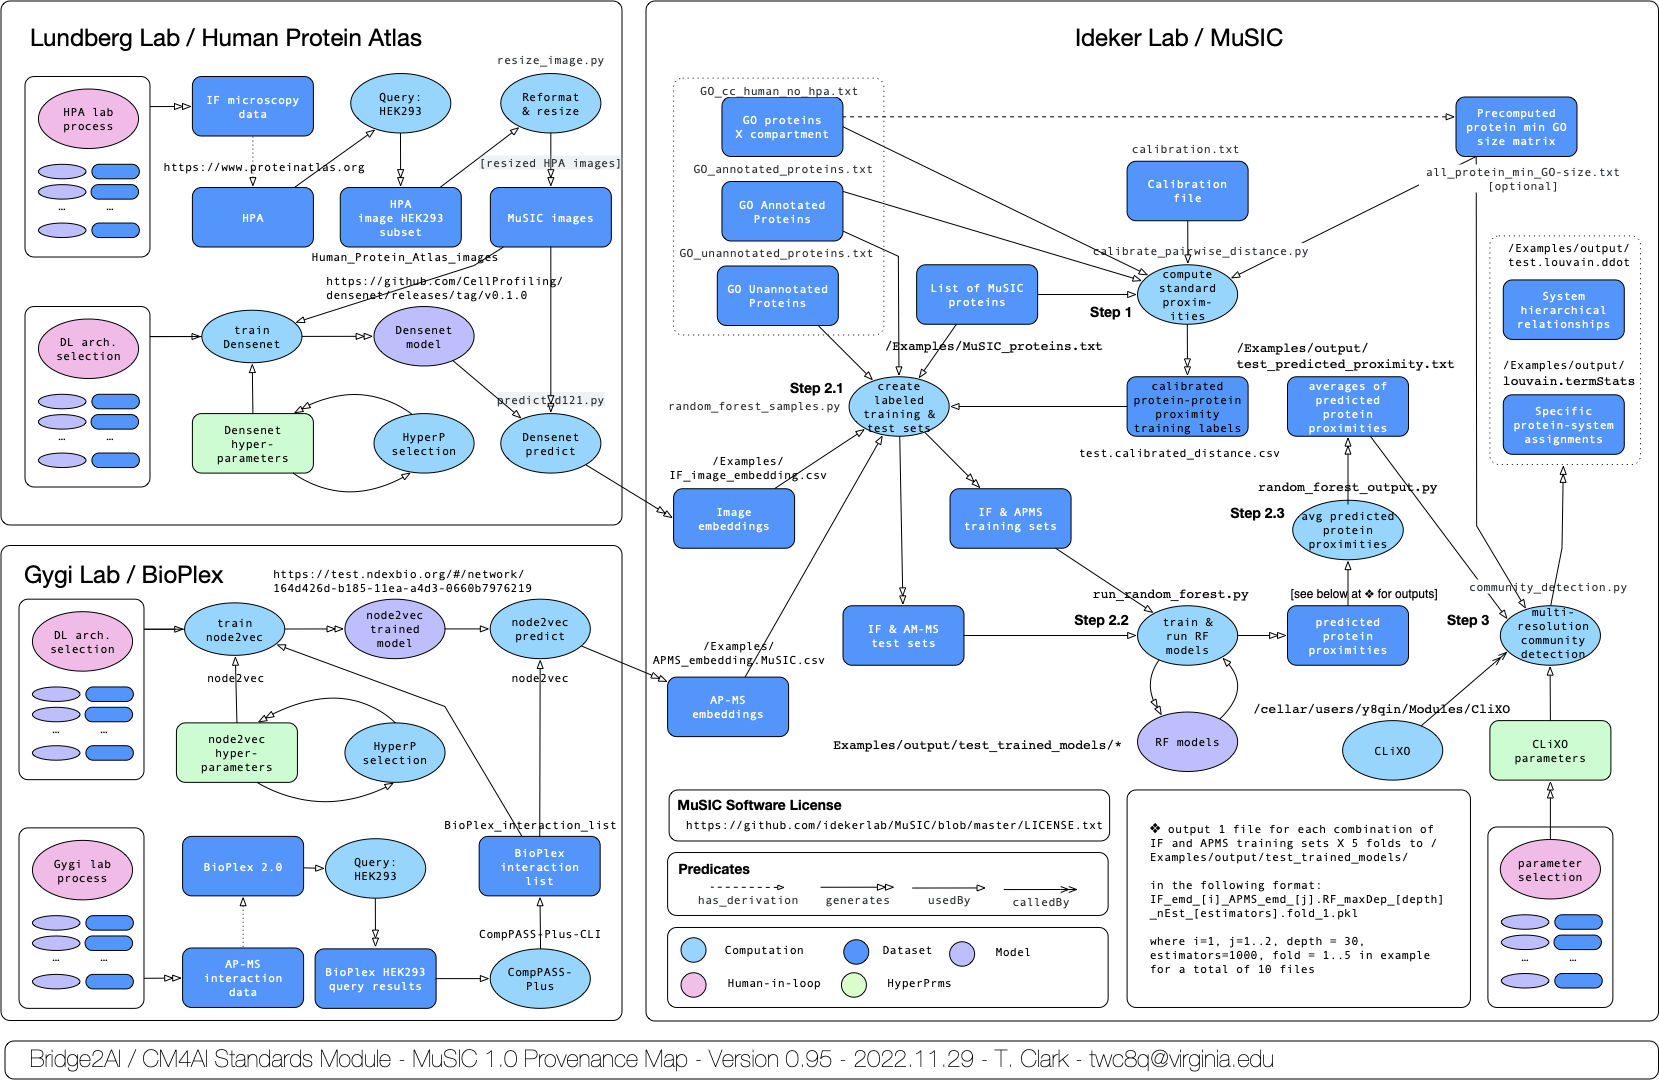 Lundberg Lab / Human Protein Atlas
resize_image.py
HPA lab
process
IF microscopy
data
Query:
HEK293
Reformat
& resize
https://www.proteinatlas.org
[resized HPA images]
...
...
HPA
HPA
image HEK293
subset
MuSIC images
Human_Protein_Atlas_images
https://github.com/CellProfiling/
densenet/releases/tag/v0.1.0
DL arch.
selection
train
Densenet
Densenet
model
predict_d121.py
...
...
Densenet
hyper-
parameters
HyperP
selection
Densenet
predict
Gygi Lab / BioPlex
https://test.ndexbio.org/#/network/
164d426d-b185-11ea-a4d3-0660b7976219
DL arch.
selection
train
node2vec
node2vec
trained
model
node2vec
predict
node2vec
node2vec
...
...
node2vec
hyper-
parameters
HyperP
selection
BioPlex_interaction_list
Gygi lab
process
BioPlex 2.0
Query:
HEK293
BioPlex
interaction
list
CompPASS-Plus-CLI
...
...
AP-MS
interaction
data
BioPlex HEK293
query results
CompPASS-
Plus
Ideker Lab / MuSIC
GO_cc_human_no_hpa.txt
GO proteins
X compartment
Precomputed
protein min GO
size matrix
calibration.txt
GO_annotated_proteins.txt
all_protein_min_GO-size.txt
[optional]
Calibration
file
GO Annotated
Proteins
GO_unannotated_proteins.txt
calibrate_pairwise_distance.py
/Examples/output/
test.louvain.ddot
GO Unannotated
Proteins
List of MuSIC
proteins
compute
standard
proxim-
ities
Step 1
System
hierarchical
relationships
/Examples/MuSIC_proteins.txt
/Examples/output/
test_predicted_proximity.txt
/Examples/output/
louvain.termStats
Step 2.1
random_forest_samples.py
create
labeled
training &
test sets
calibrated
protein-protein
proximity
training labels
averages of
predicted
protein
proximities
Specific
protein-system
assignments
test.calibrated_distance.csv
/Examples/
IF_image_embedding.csv
random_forest_output.py
Image
embeddings
IF & APMS
training sets
Step 2.3
avg predicted
protein
proximities
run_random_forest.py
[see below at ❖ for outputs]
community_detection.py
IF & AM-MS
test sets
Step 2.2
train &
run RF
models
predicted
protein
proximities
Step 3
multi-
resolution
community
detection
/Examples/
APMS_embedding.MuSIC.csv
AP-MS
embeddings
/cellar/users/y8qin/Modules/CliXO
Examples/output/test_trained_models/*
RF models
CLiXO
CLiXO
parameters
MuSIC Software License
https://github.com/idekerlab/MuSIC/blob/master/LICENSE.txt
Predicates
has_derivation
generates
usedBy
calledBy
Computation
Dataset
Model
Human-in-loop
HyperPrms
❖ output 1 file for each combination of
IF and APMS training sets X 5 folds to /
Examples/output/test_trained_models/
in the following format:
IF_emd_[i]_APMS_emd_[j].RF_maxDep_[depth]
_nEst_[estimators].fold_1.pkl
where i=1, j=1..2, depth = 30,
estimators=1000, fold = 1..5 in example
for a total of 10 files
parameter
selection
...
...
Bridge2AI / CM4AI Standards Module - MuSIC 1.0 Provenance Map - Version 0.95 - 2022.11.29 - T. Clark - twc8q@virginia.edu